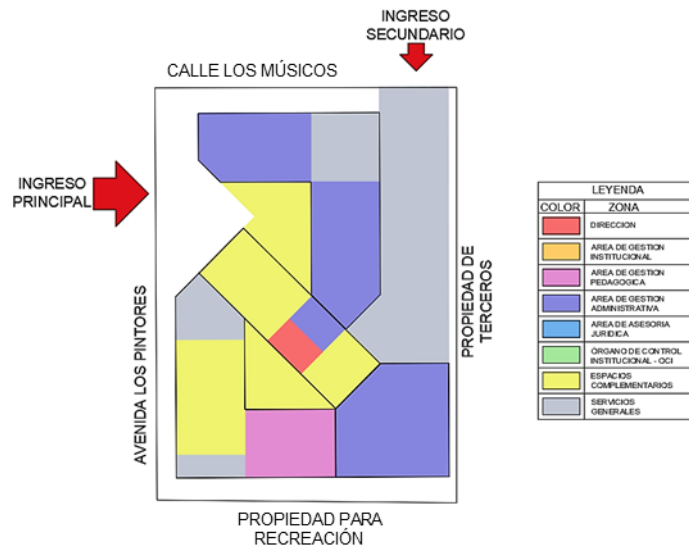 INGRESO
SECUNDARIO
CALLE LOS MÚSICOS
INGRESO
PRINCIPAL
AVENIDA LOS PINTORES
PROPIEDAD DE
TERCEROS
PROPIEDAD PARA
RECREACIÓN
LEYENDA
COLOR ZONA
DIRECCION
AREA DE GESTION
INSTITUCIONAL
AREA DE GESTION
PEDAGOGICA
AREA DE GESTION
ADMINISTRATIVA
AREA DE ASESORIA
JURIDICA
ÓRGANO DE CONTROL
INSTITUCIONAL - OCI
ESPACIOS
COMPLEMENTARIOS
SERVICIOS
GENERALES